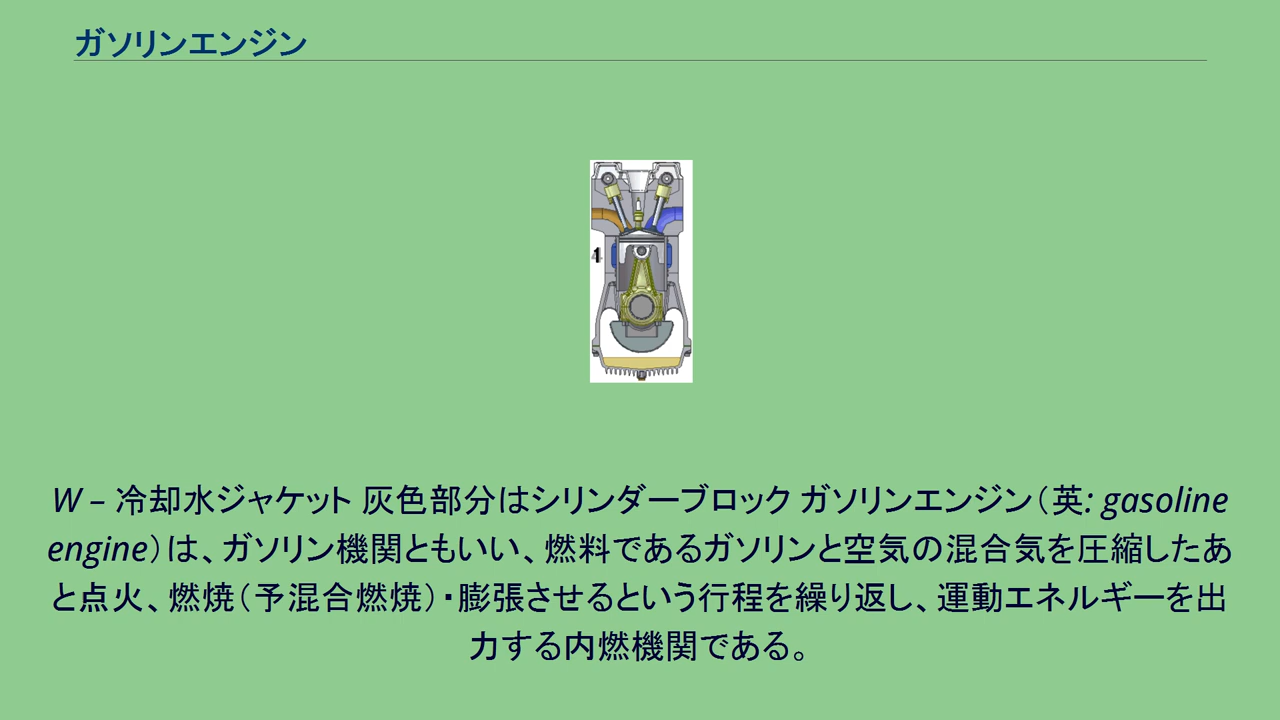 ガソリンエンジン
W – 冷却水ジャケット 灰色部分はシリンダーブロック ガソリンエンジン（英: gasoline
engine）は、ガソリン機関ともいい、燃料であるガソリンと空気の混合気を圧縮したあ
と点火、燃焼（予混合燃焼）・膨張させるという行程を繰り返し、運動エネルギーを出
力する内燃機関である。